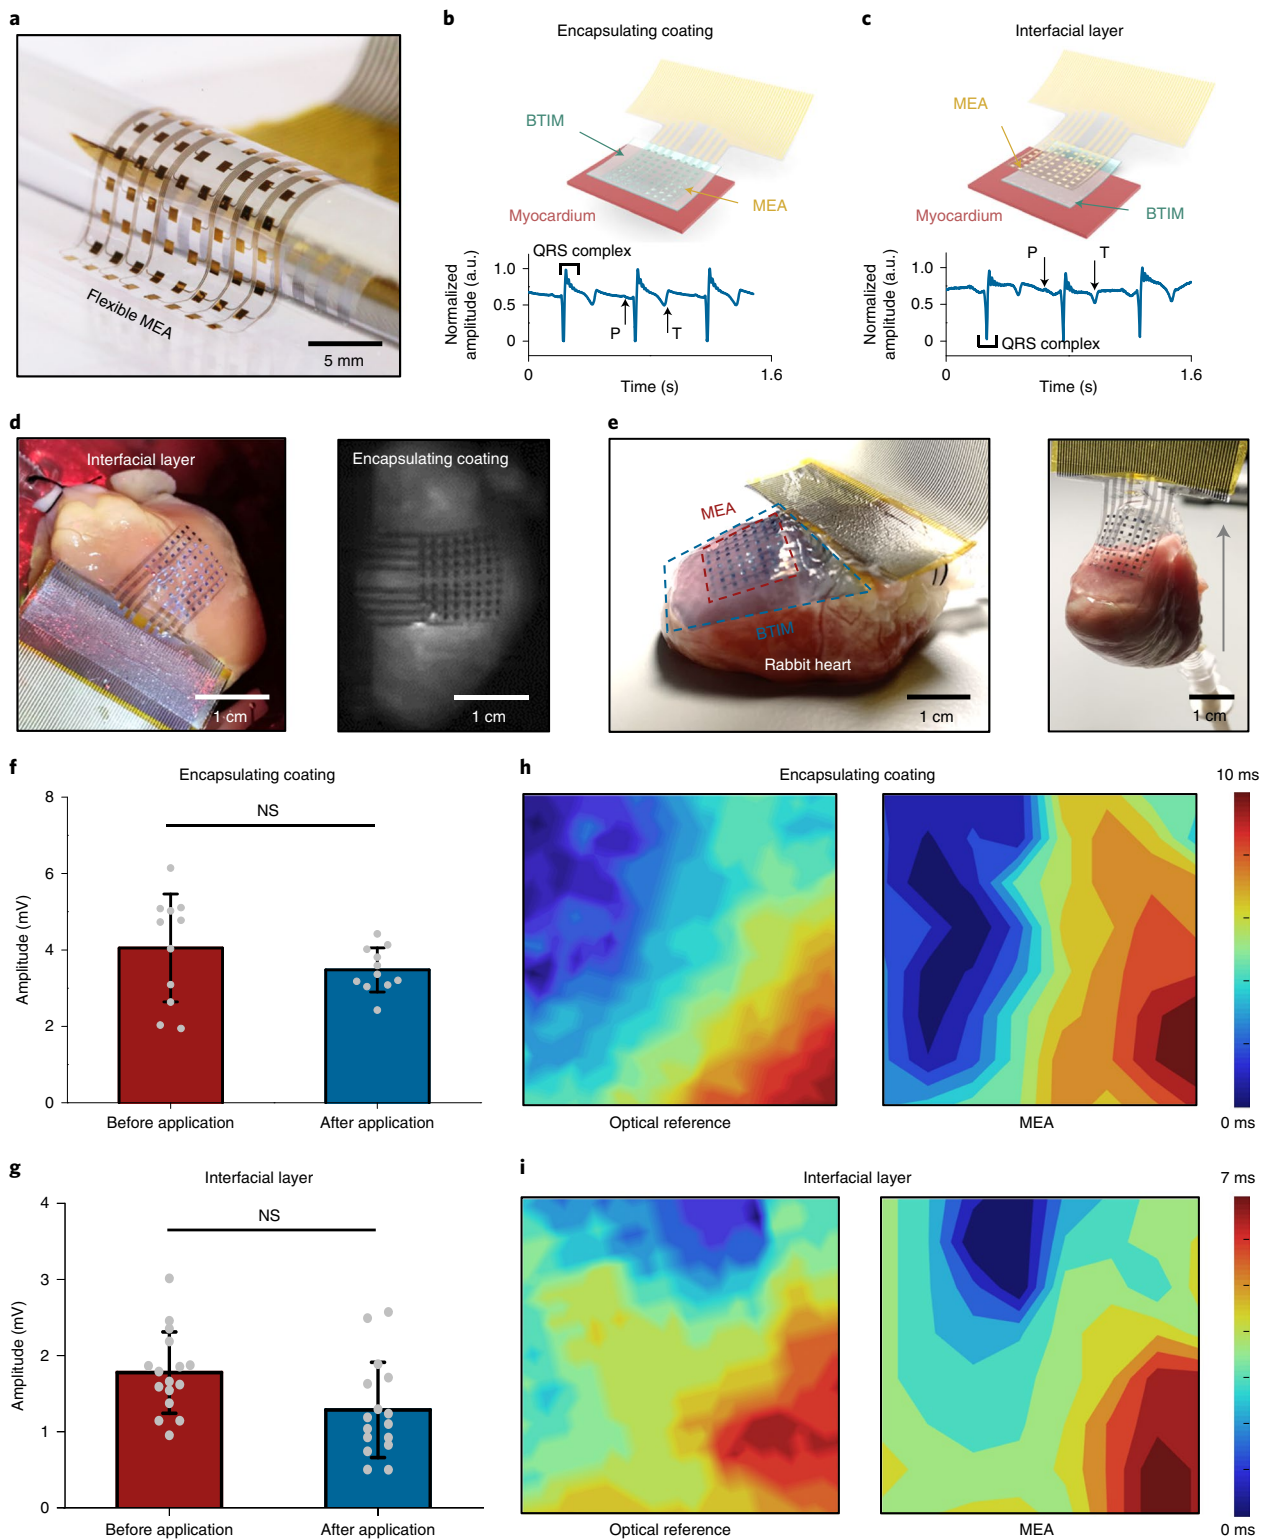 a
Flexible MEA
5 mm
b
Encapsulating coating
BTIM
MEA
Myocardium
QRS complex
Normalized
amplitude (a.u.)
1.0
0.5
0
P
T
0
1.6
Time (s)
c
Interfacial layer
MEA
Myocardium
BTIM
P
T
Normalized
amplitude (a.u.)
1.0
0.5
0
QRS complex
0
1.6
Time (s)
d
Interfacial layer
1 cm
Encapsulating coating
1 cm
e
MEA
BTIM
Rabbit heart
1 cm
1 cm
f
Encapsulating coating
NS
Amplitude (mV)
8
6
4
2
0
Before application
After application
g
Interfacial layer
NS
Amplitude (mV)
4
3
2
1
0
Before application
After application
h
Encapsulating coating
10 ms
0 ms
Optical reference
MEA
i
Interfacial layer
7 ms
0 ms
Optical reference
MEA